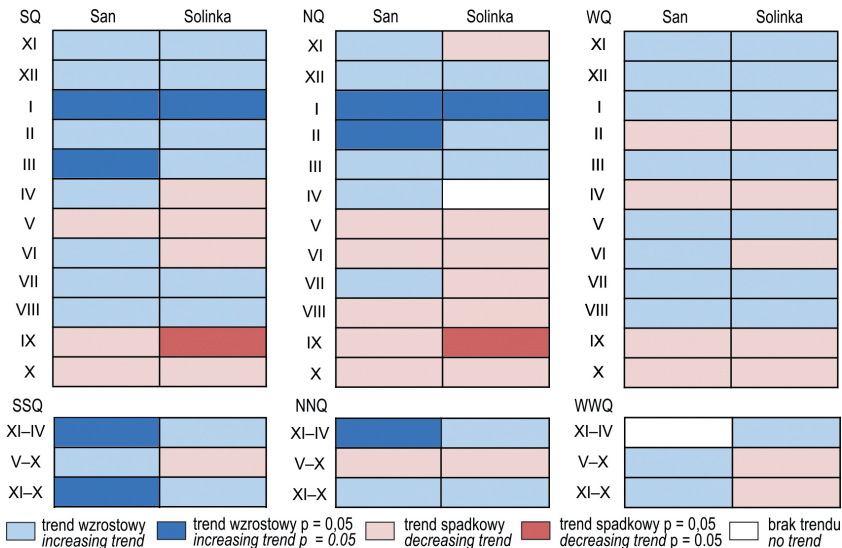 SQ San Solinka NQ San Solinka WQ San Solinka
XI XI XI
XII XII XII
I I I
II II II
III III III
IV IV IV
V V V
VI VI VI
VII VII VII
VIII VIII VIII
IX IX IX
X X X
SSQ NNQ WWQ
XI–IV XI–IV XI–IV
V–X V–X V–X
XI–X XI–X XI–X
trend wzrostowy trend wzrostowy p = 0,05 trend spadkowy trend spadkowy p = 0,05 brak trendu
increasing trend increasing trend p = 0.05 decreasing trend decreasing trend p = 0.05 no trend